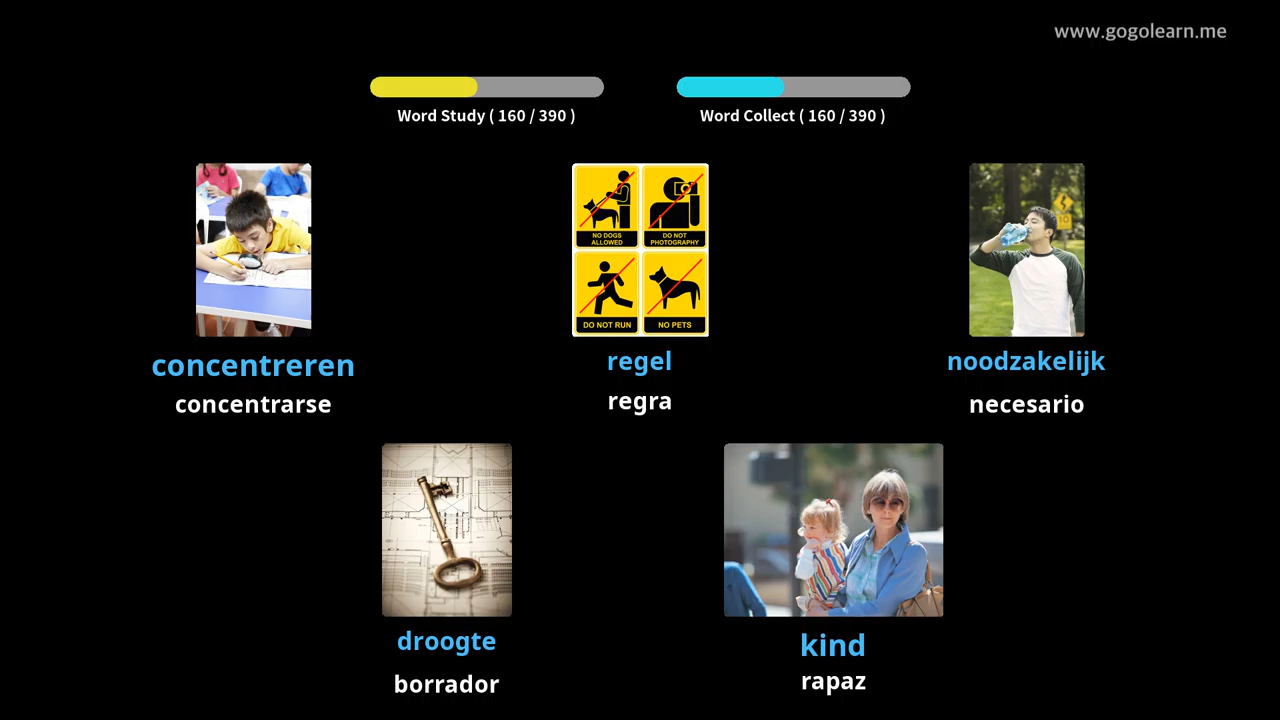 www.gogolearn.me
Word Study ( 160 / 390 )
Word Collect ( 160 / 390 )
NO DOGS
ALLOWED
DO NOT
PHOTOGRAPHY
DO NOT RUN
NO PETS
concentreren
concentrarse
regel
regra
noodzakelijk
necesario
droogte
borrador
kind
rapaz